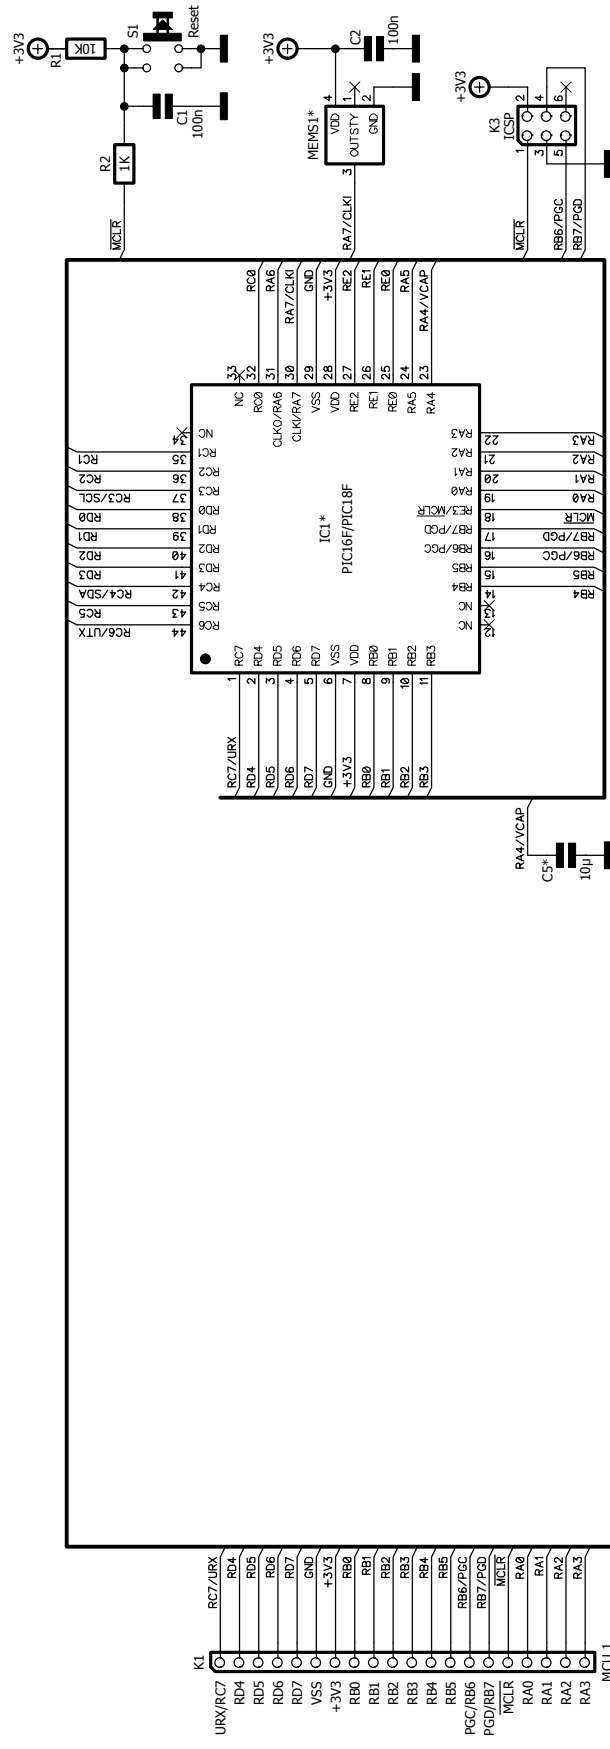 +3V3
R1
10K
S1
Reset
C1
100n
R2
1K
MCLR
+3V3
C2
100n
MEMS1*
4
1
2
VDD
OUTSTY
GND
3
RA7/CLKI
+3V3
K3
ICSP
2
4
6
1
3
5
MCLR
RB6/PGC
RB7/PGD
RC0
RA6
RA7/CLKI
GND
+3V3
RE2
RE1
RE0
RA5
RA4/VCAP
33
32
31
30
29
28
27
26
25
24
23
NC
RC0
CLKO/RA6
CLKI/RA7
VSS
VDD
RE2
RE1
RE0
RA5
RA4
NC
34
RC1
35
RC1
RC2
36
RC2
RC3/SCL
37
RC3
RD0
38
RD0
RD1
39
RD1
RD2
40
RD2
RD3
41
RD3
RC4/SDA
42
RC4
RC5
43
RC5
RC6/UTX
44
RC6
IC1*
PIC16F/PIC18F
RA3
22
RA3
RA2
21
RA2
RA1
20
RA1
RA0
19
RA0
RE3/MCLR
18
MCLR
RB7/PGD
17
RB7/PGD
RB6/PGC
16
RB6/PGC
RB5
15
RB5
RB4
14
RB4
NC
13
NC
12
RC7
RD4
RD5
RD6
RD7
VSS
VDD
RB0
RB1
RB2
RB3
1
2
3
4
5
6
7
8
9
10
11
RC7/URX
RD4
RD5
RD6
RD7
GND
+3V3
RB0
RB1
RB2
RB3
RA4/VCAP
C5*
10µ
RC7/URX
RD4
RD5
RD6
RD7
GND
+3V3
RB0
RB1
RB2
RB3
RB4
RB5
RB6/PGC
RB7/PGD
MCLR
RA0
RA1
RA2
RA3
K1
URX/RC7
RD4
RD5
RD6
RD7
VSS
+3V3
RB0
RB1
RB2
RB3
RB4
RB5
PGC/RB6
PGD/RB7
MCLR
RA0
RA1
RA2
RA3
MCU 1